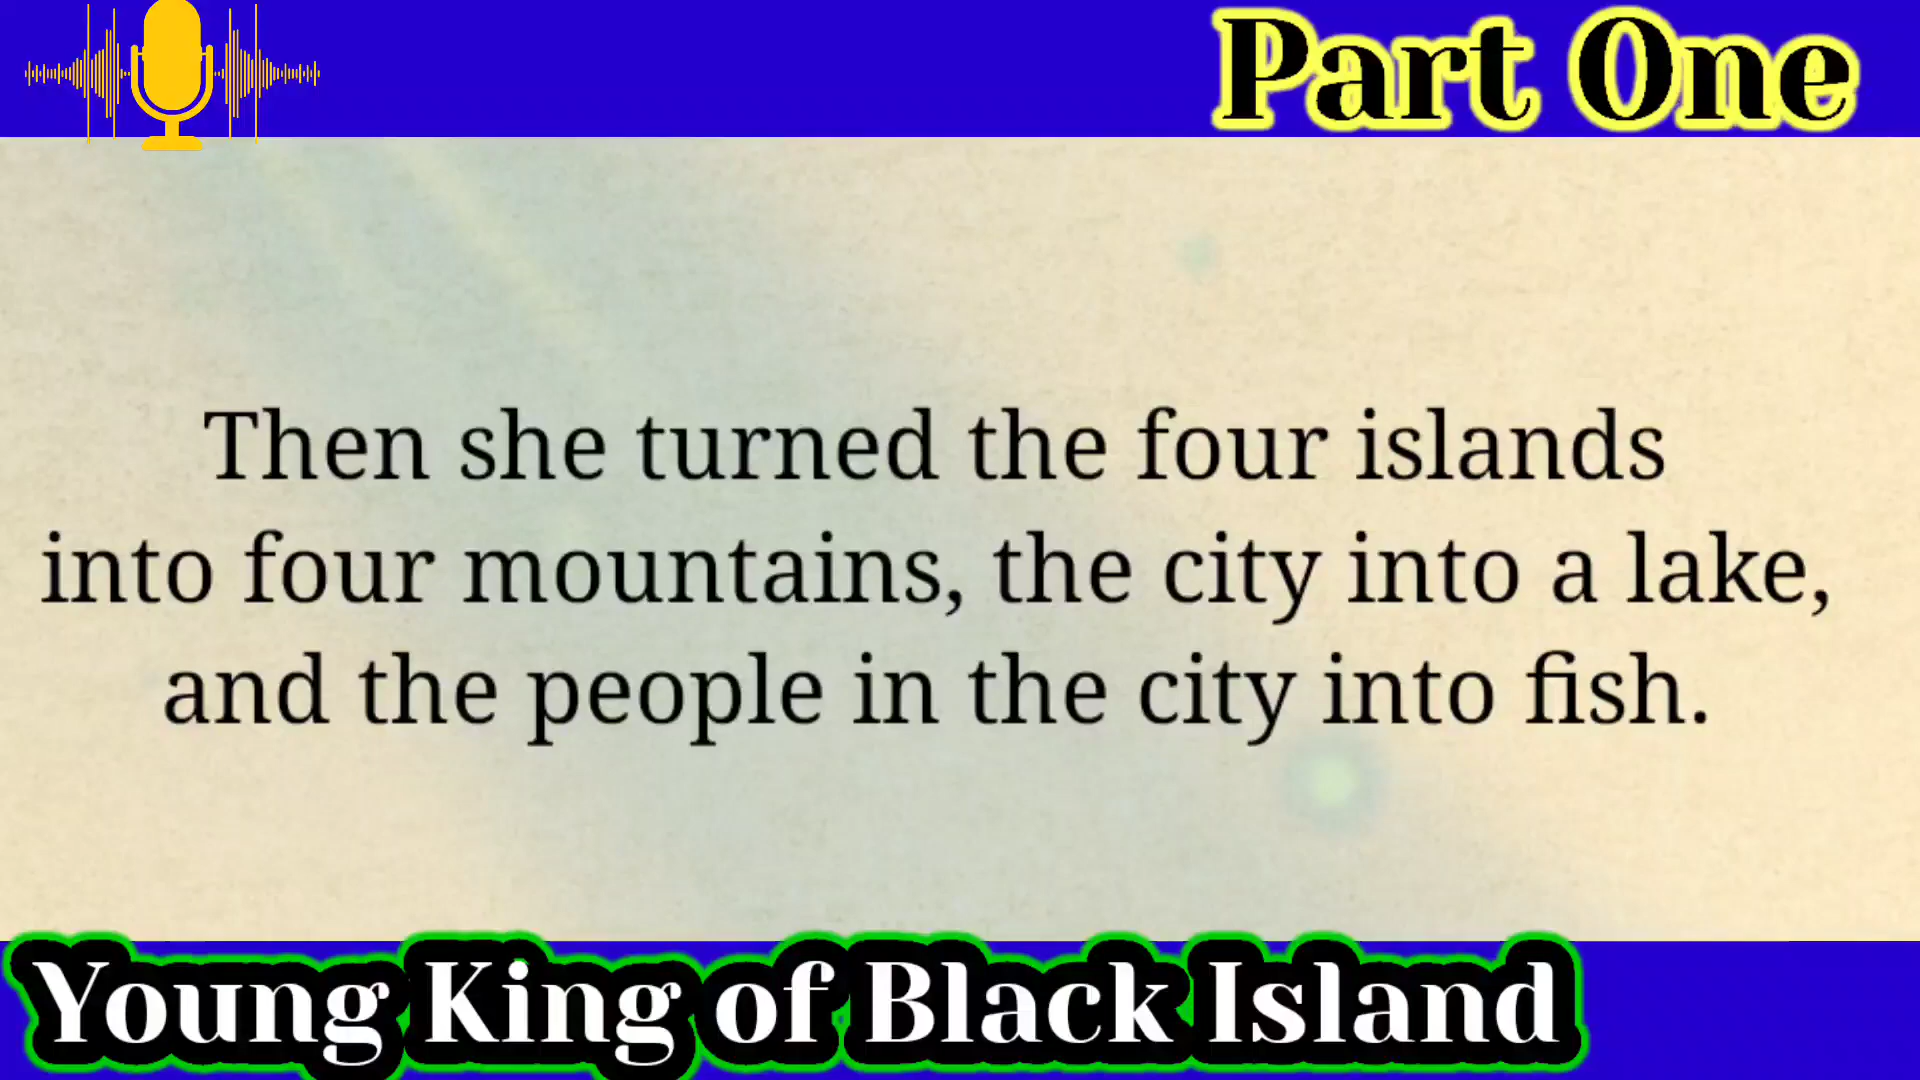 Part One
Then she turned the four islands
into four mountains, the city into a lake,
and the people in the city into fish.
Young King of Black Island